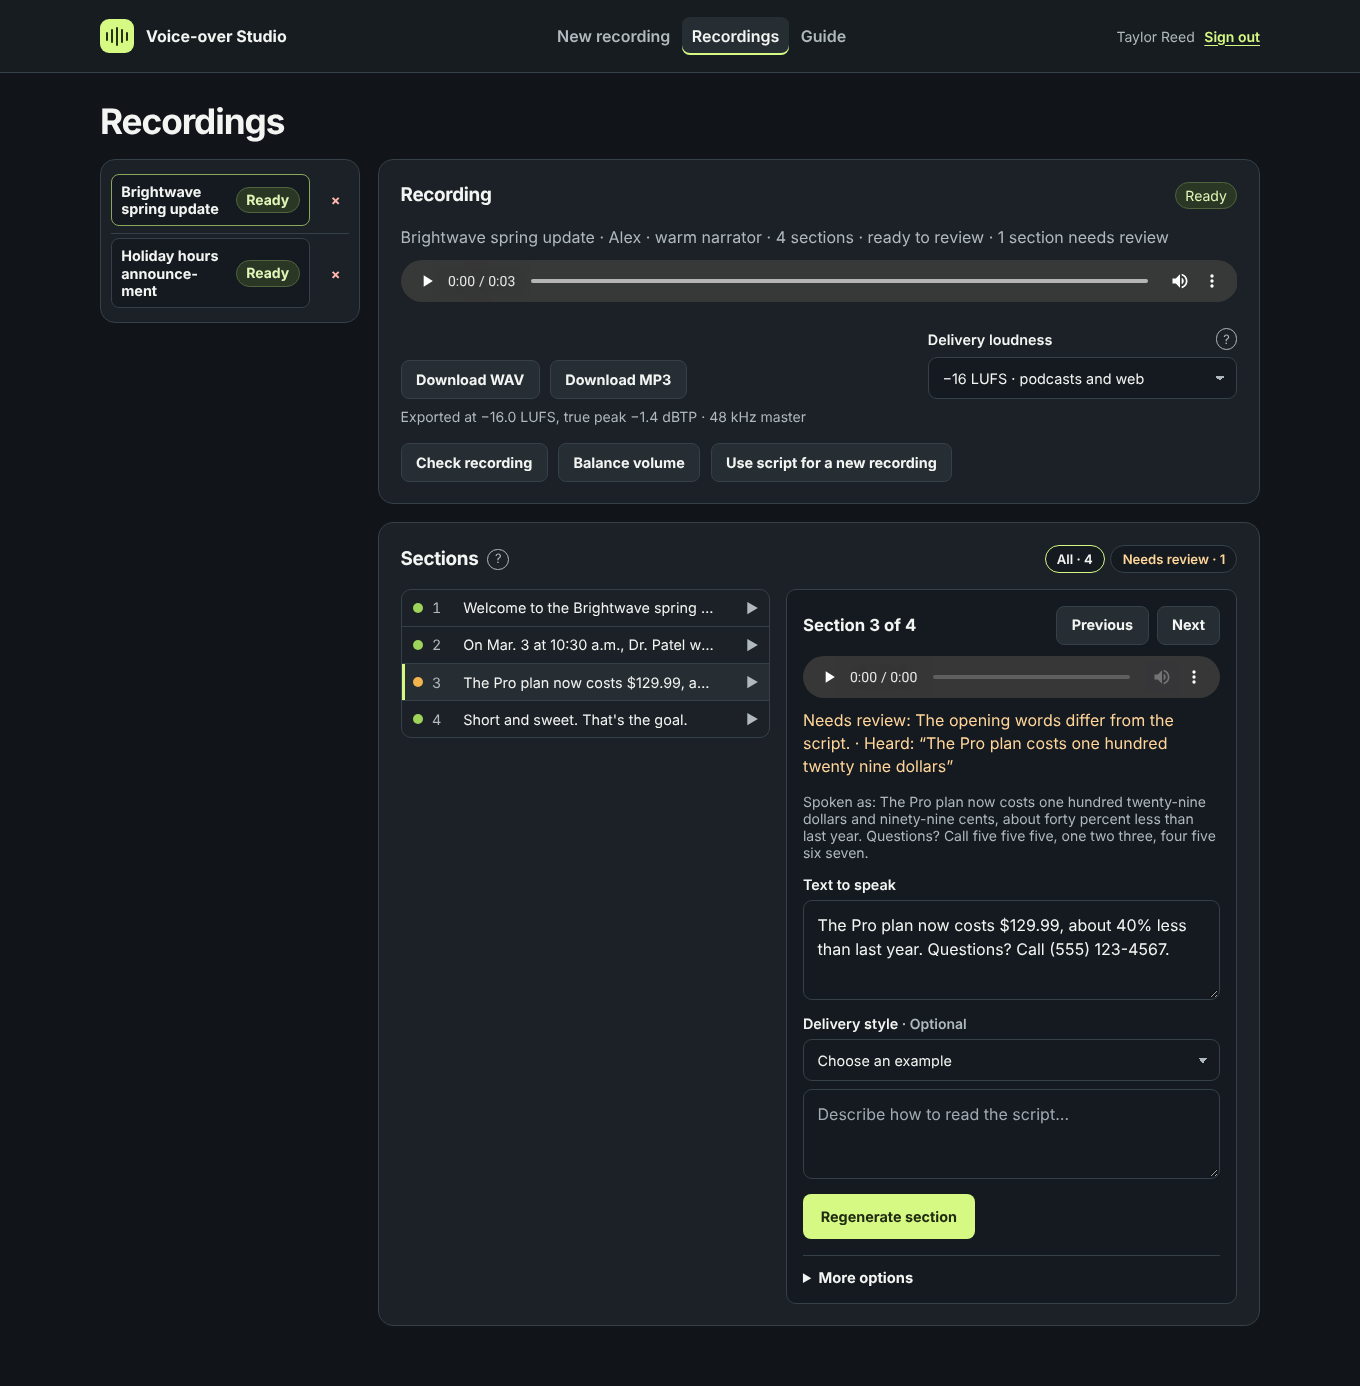 Voice-over Studio
New recording
Recordings
Guide
Taylor Reed
Sign out
Recordings
Brightwave
spring update
Ready
×
Holiday hours
announce-
ment
Ready
×
Recording
Ready
Brightwave spring update · Alex · warm narrator · 4 sections · ready to review · 1 section needs review
0:00 / 0:03
Delivery loudness
?
Download WAV
Download MP3
−16 LUFS · podcasts and web
Exported at −16.0 LUFS, true peak −1.4 dBTP · 48 kHz master
Check recording
Balance volume
Use script for a new recording
Sections
?
All · 4
Needs review · 1
1 Welcome to the Brightwave spring ...
2 On Mar. 3 at 10:30 a.m., Dr. Patel w...
3 The Pro plan now costs $129.99, a...
4 Short and sweet. That's the goal.
Section 3 of 4
Previous
Next
0:00 / 0:00
Needs review: The opening words differ from the
script. · Heard: “The Pro plan costs one hundred
twenty nine dollars”
Spoken as: The Pro plan now costs one hundred twenty-nine
dollars and ninety-nine cents, about forty percent less than
last year. Questions? Call five five five, one two three, four five
six seven.
Text to speak
The Pro plan now costs $129.99, about 40% less
than last year. Questions? Call (555) 123-4567.
Delivery style · Optional
Choose an example
Describe how to read the script...
Regenerate section
More options